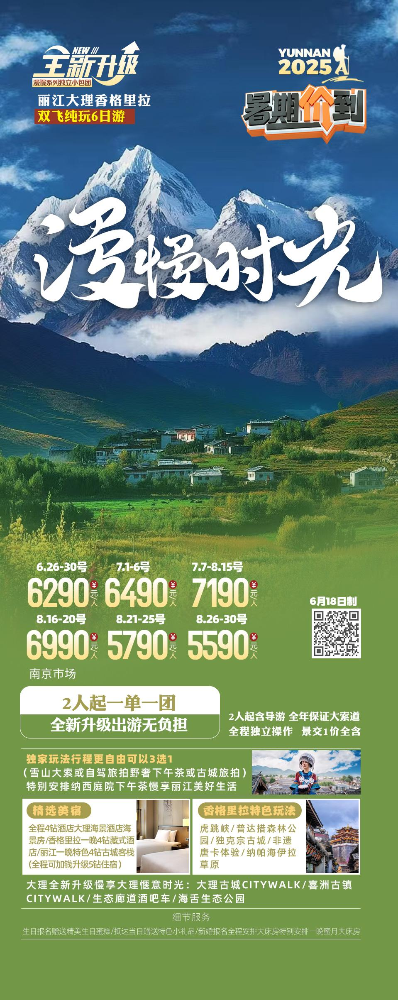 NEW
全新升级
漫慢系列独立小包团
丽江大理香格里拉
双飞纯玩6日游
YUNNAN
2025
暑期价到
漫慢时光
6.26-30号 7.1-6号 7.7-8.15号
6290¥元/人 6490¥元/人 7190¥元/人
6月18日制
8.16-20号 8.21-25号 8.26-30号
6990¥元/人 5790¥元/人 5590¥元/人
南京市场
2人起一单一团
全新升级出游无负担
2人起含导游 全年保证大索道
全程独立操作 景交1价全含
独家玩法行程更自由可以3选1
(雪山大索或自驾旅拍野奢下午茶或古城旅拍)
特别安排纳西庭院下午茶慢享丽江美好生活
精选美宿
全程4钻酒店大理海景酒店海
景房/香格里拉一晚4钻藏式酒
店/丽江一晚特色4钻古城客栈
(全程可加钱升级5钻住宿)
香格里拉特色玩法
虎跳峡/普达措森林公
园/独克宗古城/非遗
唐卡体验/纳帕海伊拉
草原
大理全新升级慢享大理惬意时光：大理古城CITYWALK/喜洲古镇
CITYWALK/生态廊道酒吧车/海舌生态公园
细节服务
生日报名赠送精美生日蛋糕/抵达当日赠送特色小礼品/新婚报名全程安排大床房特别安排一晚蜜月大床房